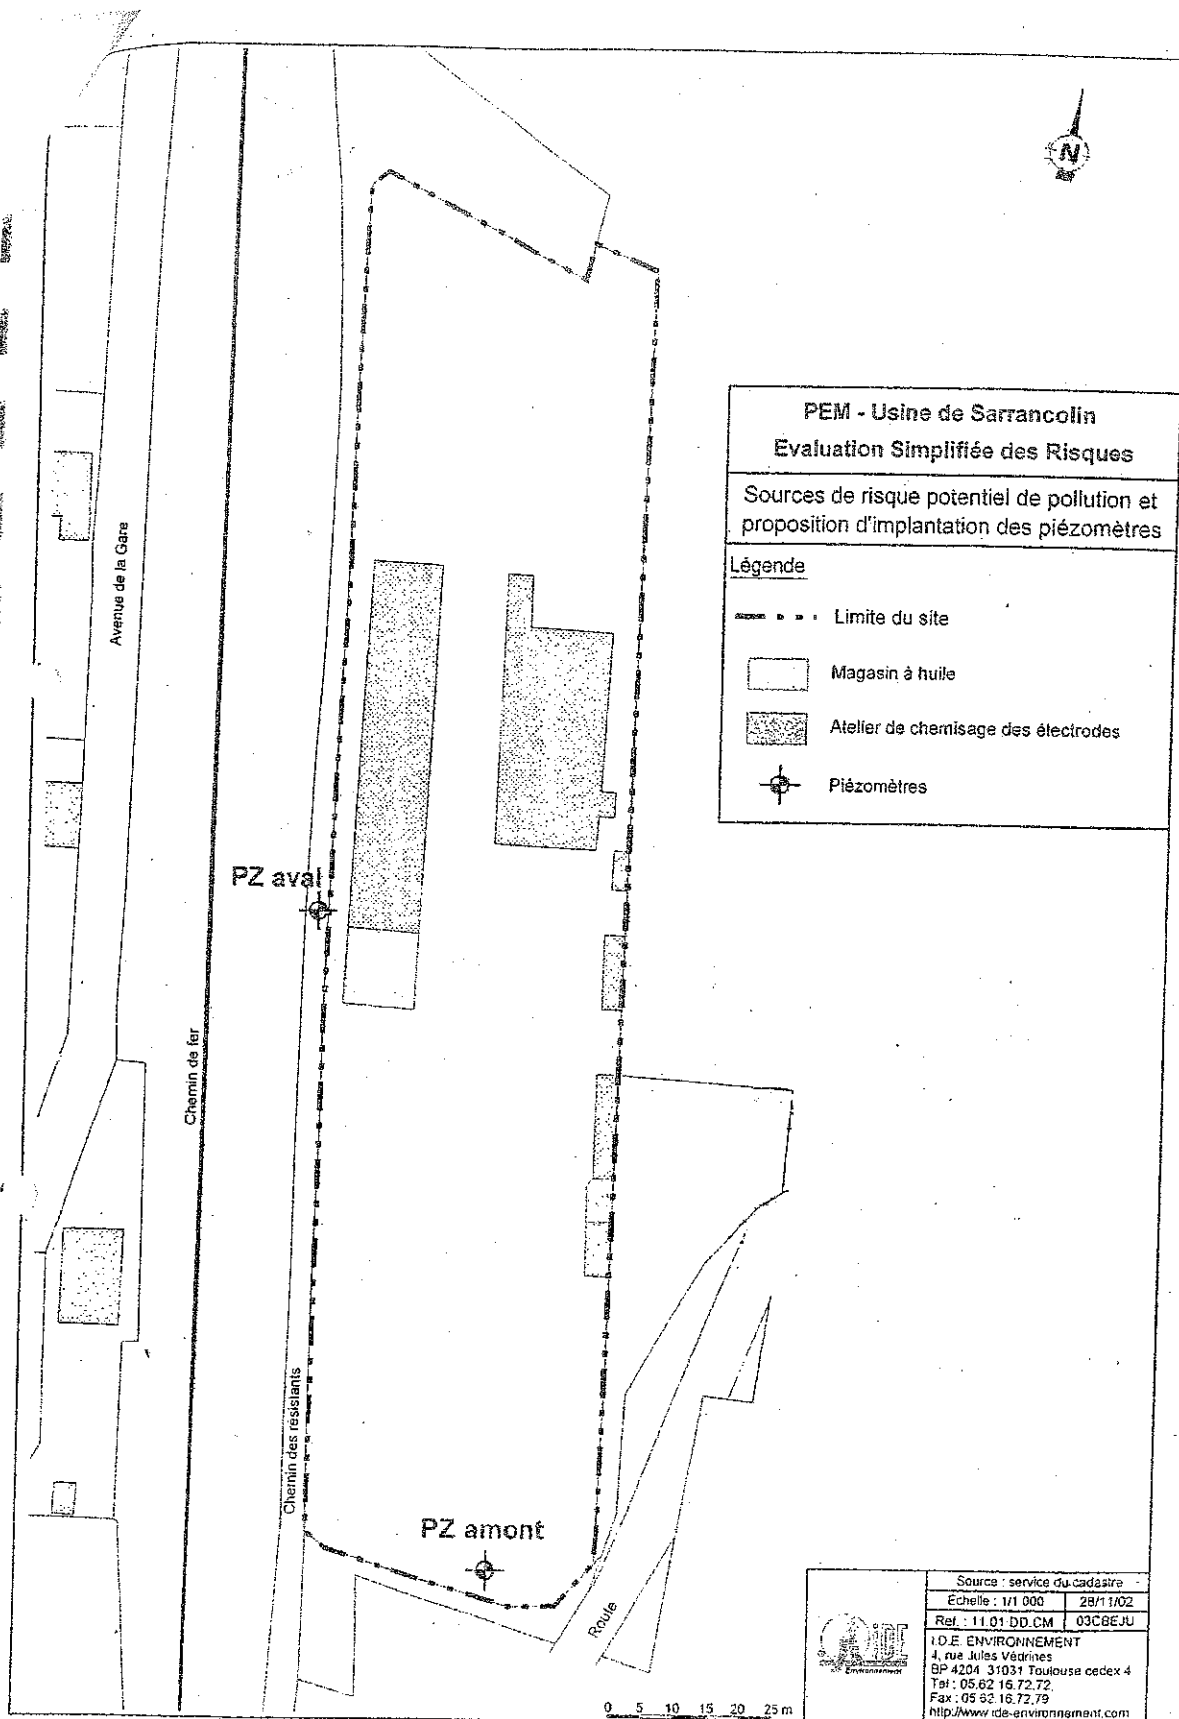 N
PEM - Usine de Sarrancolin
Evaluation Simplifiée des Risques
Sources de risque potentiel de pollution et
proposition d'implantation des piézomètres
Légende
Limite du site
Magasin à huile
Atelier de chemisage des électrodes
Piézomètres
Avenue de la Gare
PZ aval
Chemin de fer
Chemin des résistants
PZ amont
Route
0 5 10 15 20 25 m
IDE
Environnement
Source : service du cadastre
Echelle : 1/1 000 28/11/02
Ref. : 11.01 DD.CM 03CBEJU
I.D.E. ENVIRONNEMENT
4, rue Jules Védrines
BP 4204 31031 Toulouse cedex 4
Tel : 05.62 16.72.72.
Fax : 05 62.16.72.79
http://www.ide-environnement.com